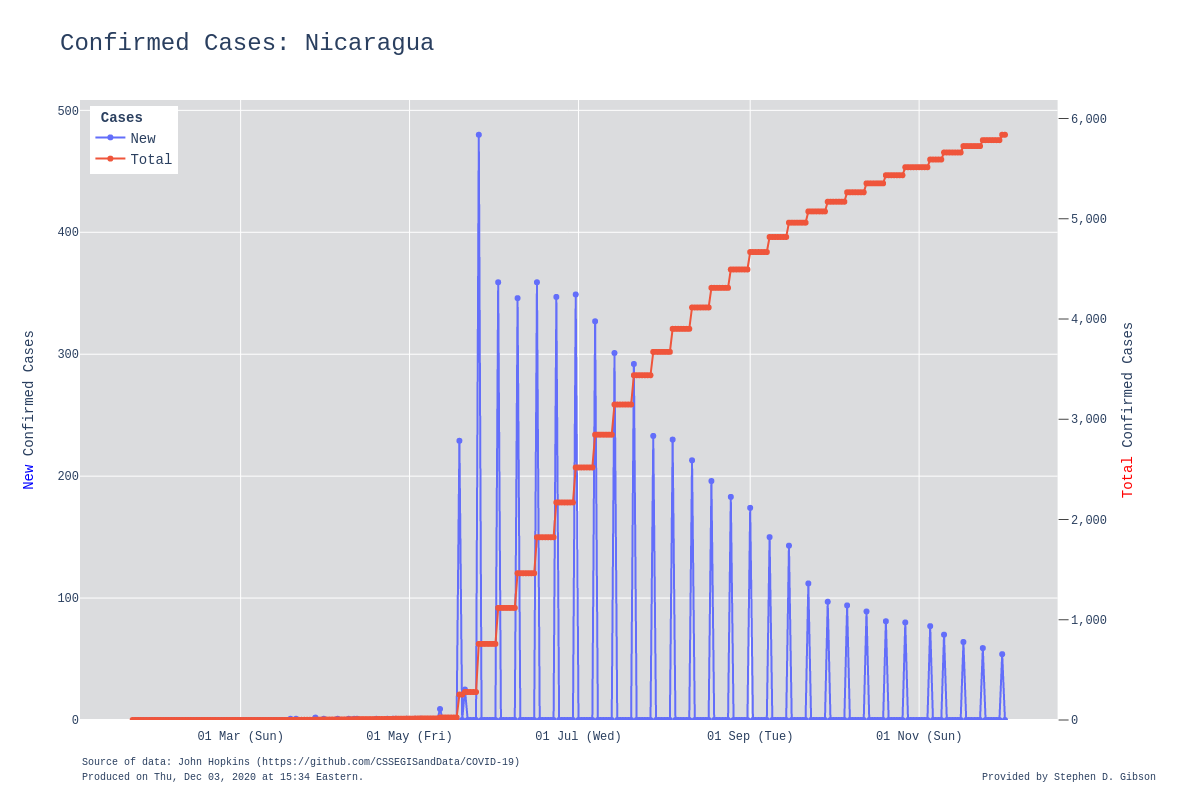 Confirmed Cases: Nicaragua
Cases
New
Total
500
400
300
200
100
0
6,000
5,000
4,000
3,000
2,000
1,000
0
New Confirmed Cases
Total Confirmed Cases
01 Mar (Sun)
01 May (Fri)
01 Jul (Wed)
01 Sep (Tue)
01 Nov (Sun)
Source of data: John Hopkins (https://github.com/CSSEGISandData/COVID-19)
Produced on Thu, Dec 03, 2020 at 15:34 Eastern.
Provided by Stephen D. Gibson